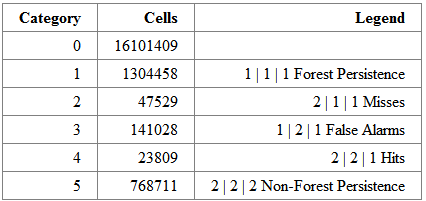 Category Cells Legend
0 16101409
1 1304458 1 | 1 | 1 Forest Persistence
2 47529 2 | 1 | 1 Misses
3 141028 1 | 2 | 1 False Alarms
4 23809 2 | 2 | 1 Hits
5 768711 2 | 2 | 2 Non-Forest Persistence